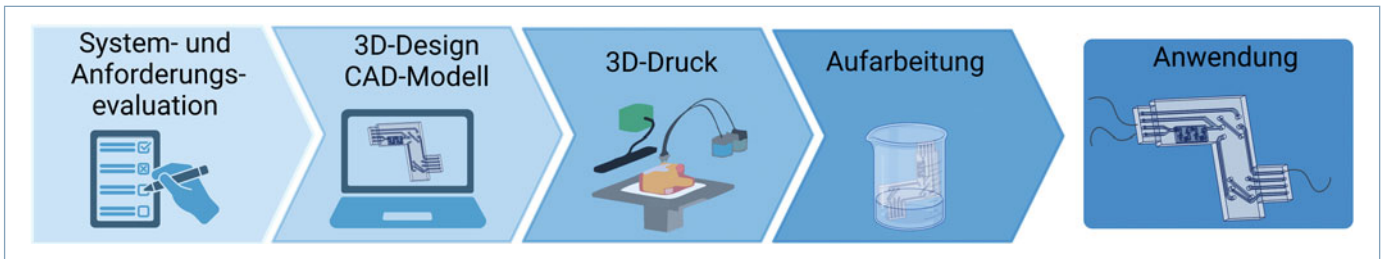 System- und
Anforderungs-
evaluation
3D-Design
CAD-Modell
3D-Druck
Aufarbeitung
Anwendung